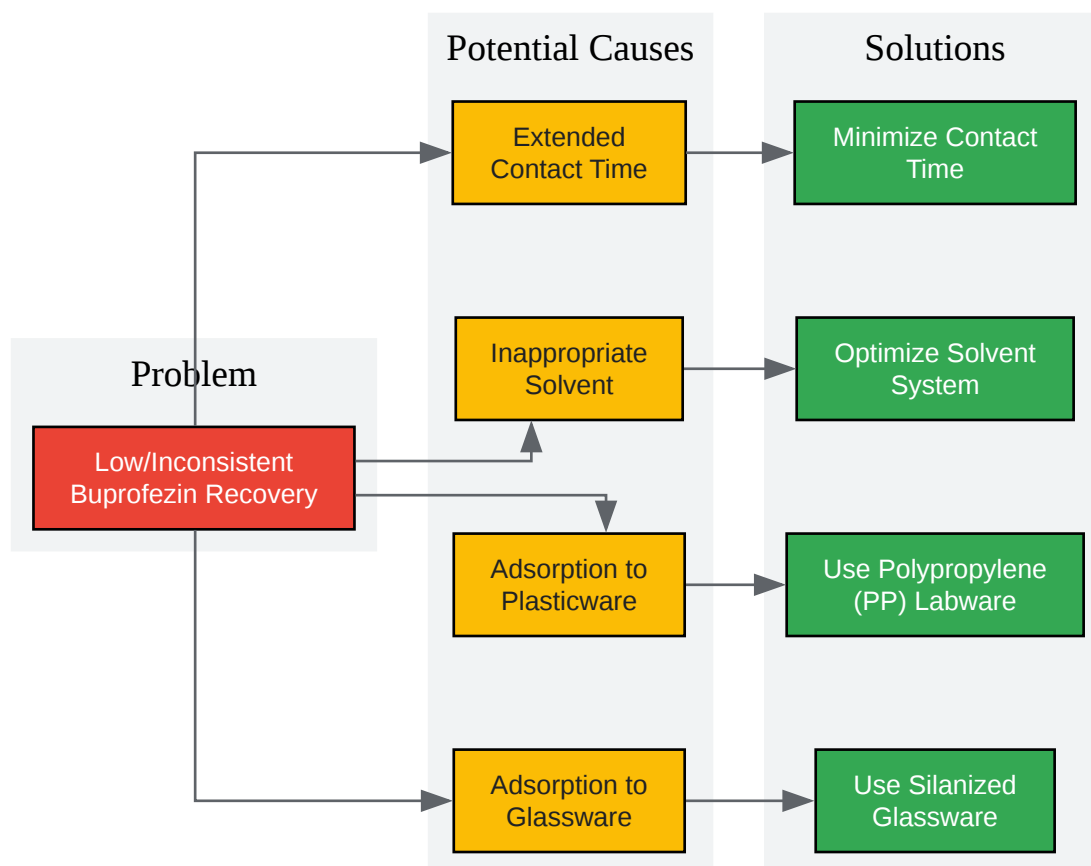 Potential Causes
Solutions
Extended
Contact Time
Minimize Contact
Time
Inappropriate
Solvent
Optimize Solvent
System
Problem
Low/Inconsistent
Buprofezin Recovery
Adsorption to
Plasticware
Use Polypropylene
(PP) Labware
Adsorption to
Glassware
Use Silanized
Glassware